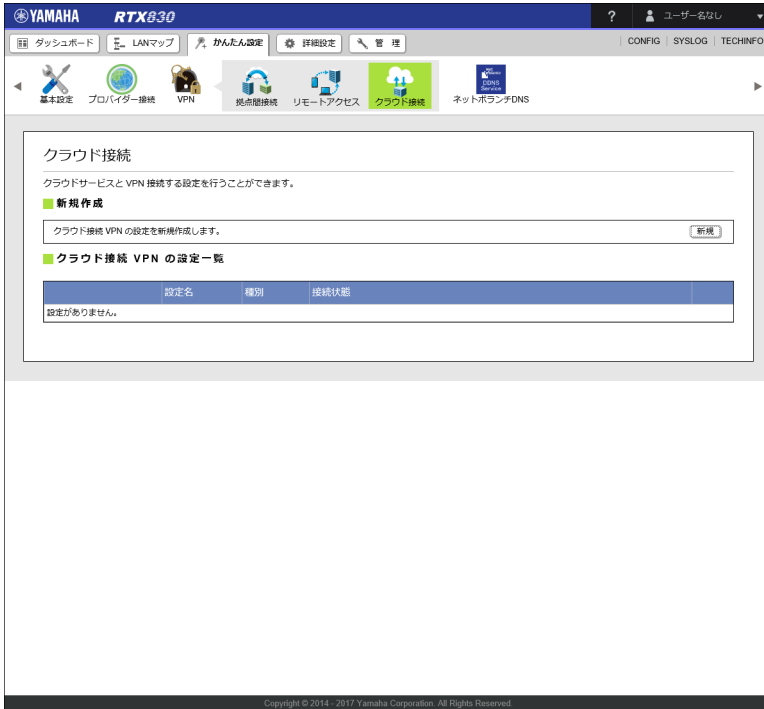 YAMAHA RTX830 ? ユーザー名なし
ダッシュボード LANマップ かんたん設定 詳細設定 管 理 CONFIG SYSLOG TECHINFO
基本設定 プロバイダー接続 VPN 拠点間接続 リモートアクセス クラウド接続 DDNS Service ネットボランチDNS
クラウド接続
クラウドサービスと VPN 接続する設定を行うことができます。
新規作成
クラウド接続 VPN の設定を新規作成します。 新規
クラウド接続 VPN の設定一覧
設定名 種別 接続状態
設定がありません。
Copyright © 2014 - 2017 Yamaha Corporation. All Rights Reserved.